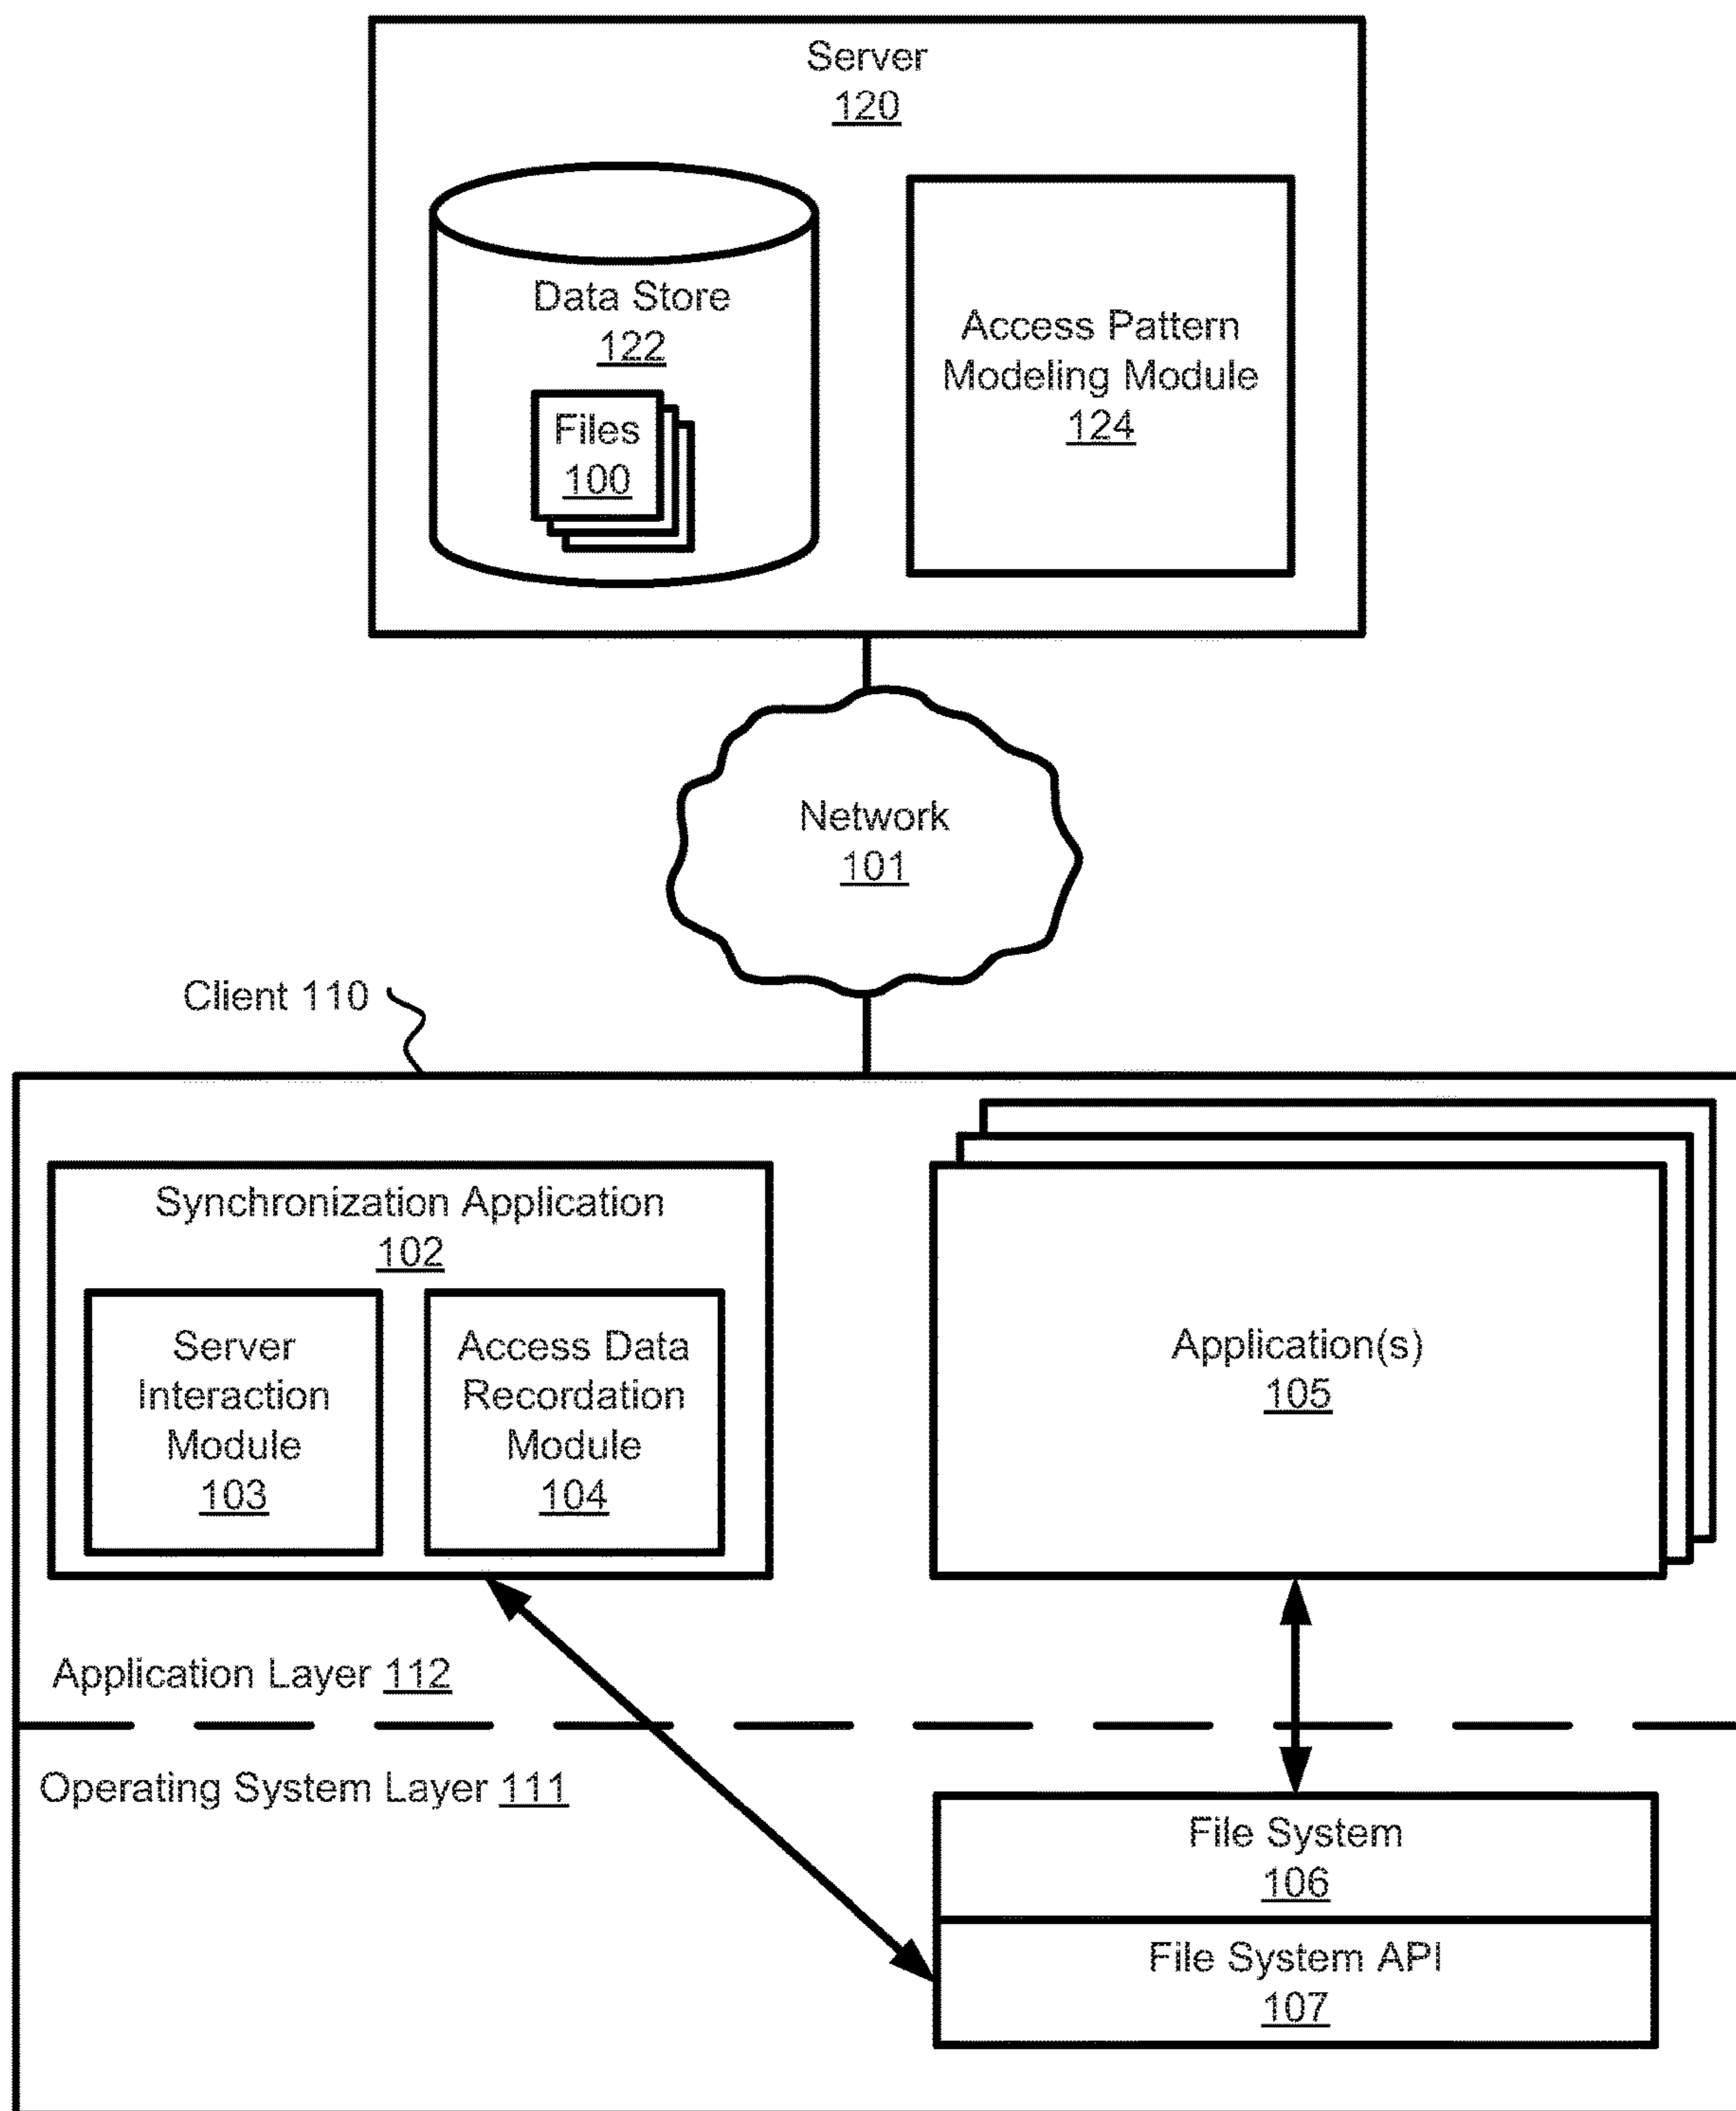 Server
120
Data Store
122
Files
100
Access Pattern
Modeling Module
124
Network
101
Client 110
Synchronization Application
102
Server
Interaction
Module
103
Access Data
Recordation
Module
104
Application(s)
105
Application Layer 112
Operating System Layer 111
File System
106
File System API
107